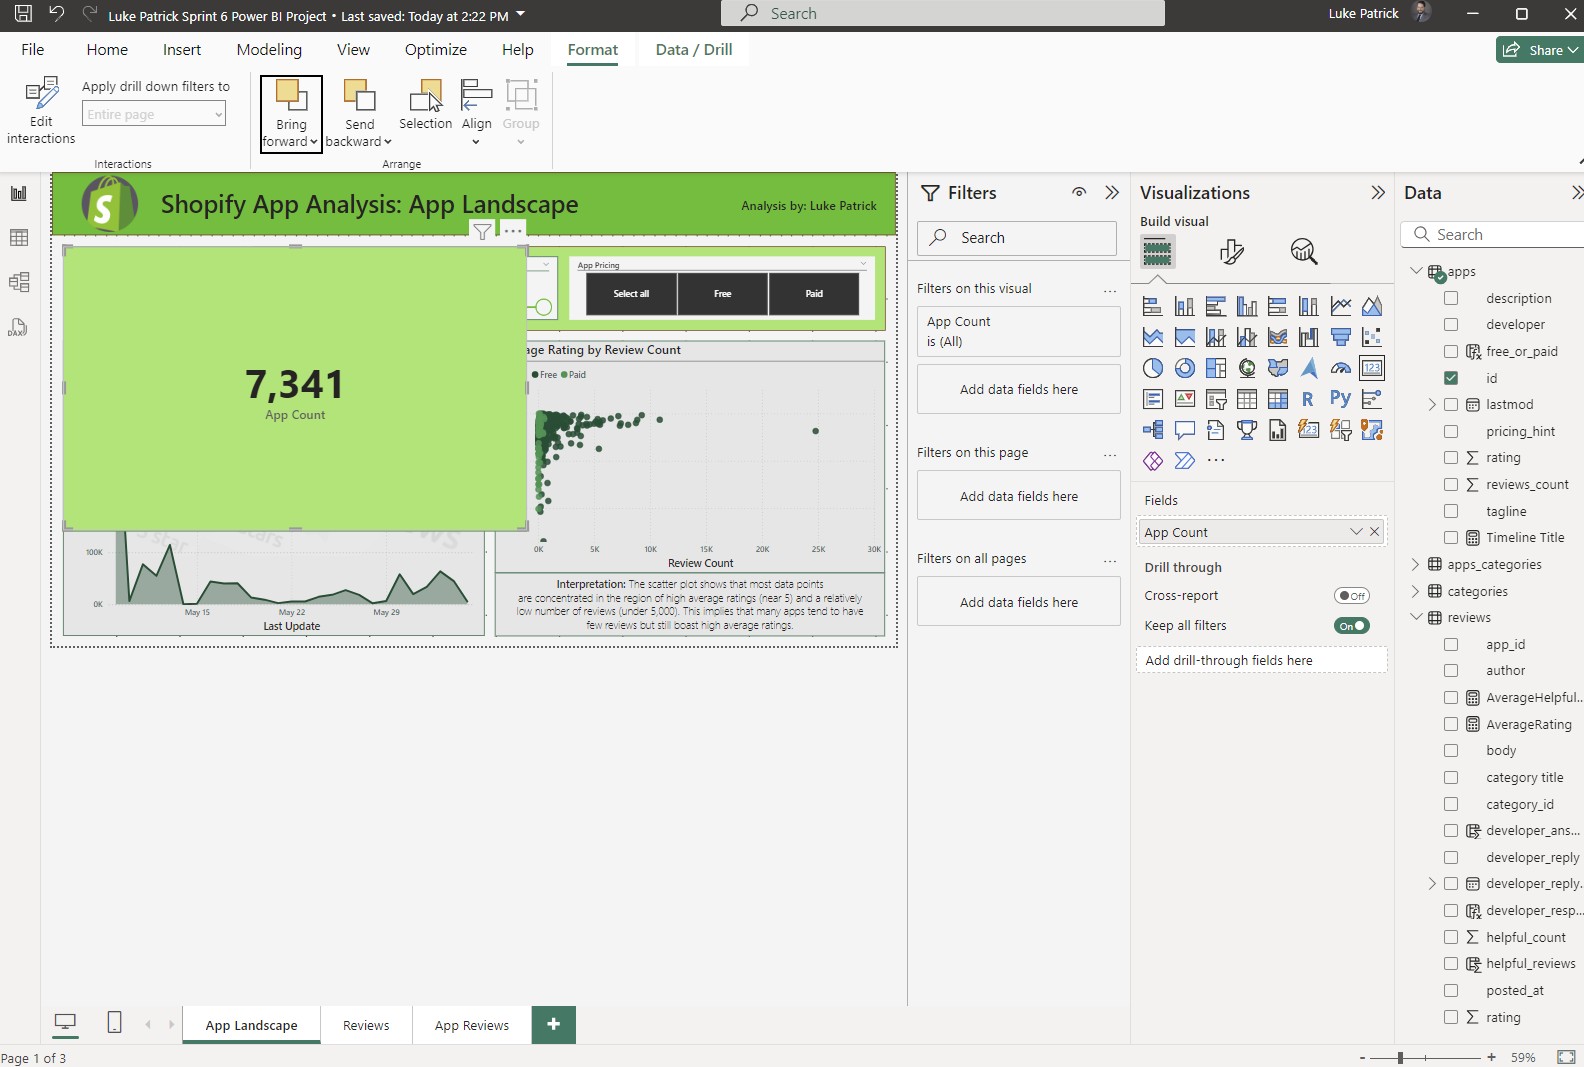 Luke Patrick Sprint 6 Power BI Project • Last saved: Today at 2:22 PM
Search
Luke Patrick
File
Home
Insert
Modeling
View
Optimize
Help
Format
Data / Drill
Share
Edit
interactions
Apply drill down filters to
Entire page
Interactions
Bring
forward
Send
backward
Selection
Align
Group
Arrange
Shopify App Analysis: App Landscape
Analysis by: Luke Patrick
App Pricing
Select all
Free
Paid
7,341
App Count
age Rating by Review Count
Free
Paid
0K
5K
10K
15K
20K
25K
30K
Review Count
Interpretation: The scatter plot shows that most data points
are concentrated in the region of high average ratings (near 5) and a relatively
low number of reviews (under 5,000). This implies that many apps tend to have
few reviews but still boast high average ratings.
100K
0K
May 15
May 22
May 29
Last Update
Filters
Search
Filters on this visual
...
App Count
is (All)
Add data fields here
Filters on this page
...
Add data fields here
Filters on all pages
...
Add data fields here
Visualizations
Build visual
123
R
Py
123
...
Fields
App Count
Drill through
Cross-report
Off
Keep all filters
On
Add drill-through fields here
Data
Search
apps
description
developer
free_or_paid
id
lastmod
pricing_hint
rating
reviews_count
tagline
Timeline Title
apps_categories
categories
reviews
app_id
author
AverageHelpful...
AverageRating
body
category title
category_id
developer_ans...
developer_reply
developer_reply...
developer_resp...
helpful_count
helpful_reviews
posted_at
rating
App Landscape
Reviews
App Reviews
+
Page 1 of 3
-
+
59%